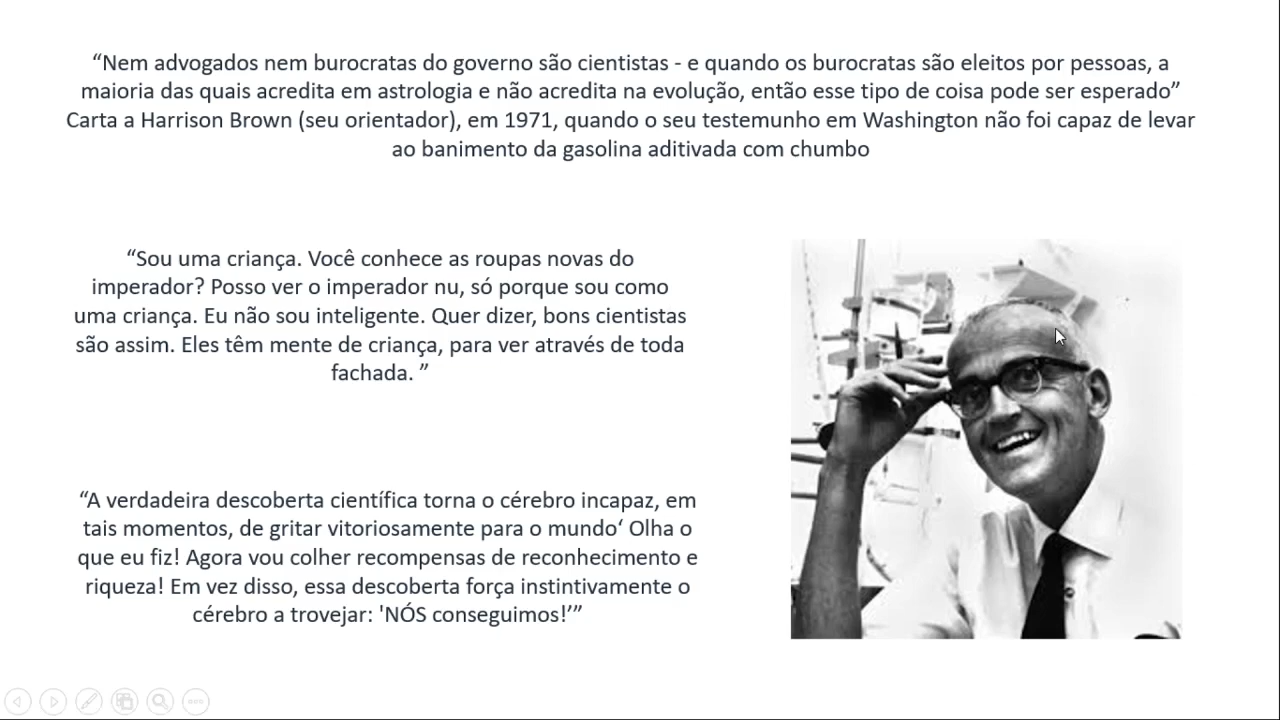 “Nem advogados nem burocratas do governo são cientistas - e quando os burocratas são eleitos por pessoas, a
maioria das quais acredita em astrologia e não acredita na evolução, então esse tipo de coisa pode ser esperado”
Carta a Harrison Brown (seu orientador), em 1971, quando o seu testemunho em Washington não foi capaz de levar
ao banimento da gasolina aditivada com chumbo
“Sou uma criança. Você conhece as roupas novas do
imperador? Posso ver o imperador nu, só porque sou como
uma criança. Eu não sou inteligente. Quer dizer, bons cientistas
são assim. Eles têm mente de criança, para ver através de toda
fachada. ”
“A verdadeira descoberta científica torna o cérebro incapaz, em
tais momentos, de gritar vitoriosamente para o mundo‘ Olha o
que eu fiz! Agora vou colher recompensas de reconhecimento e
riqueza! Em vez disso, essa descoberta força instintivamente o
cérebro a trovejar: 'NÓS conseguimos!’”